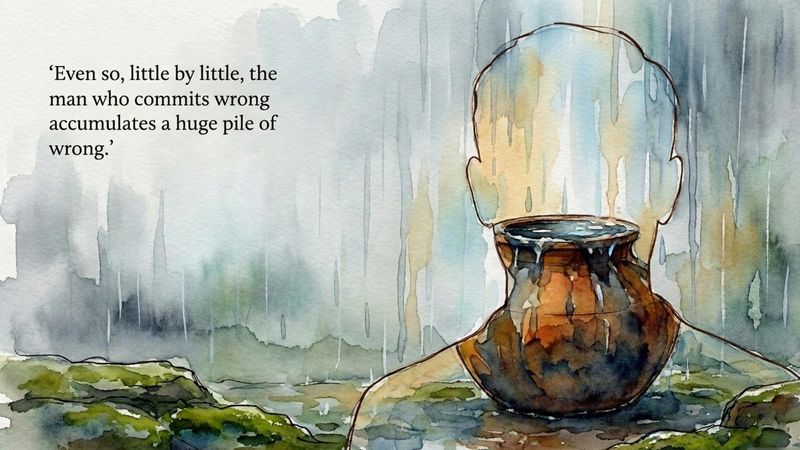 ‘Even so, little by little, the
man who commits wrong
accumulates a huge pile of
wrong.’